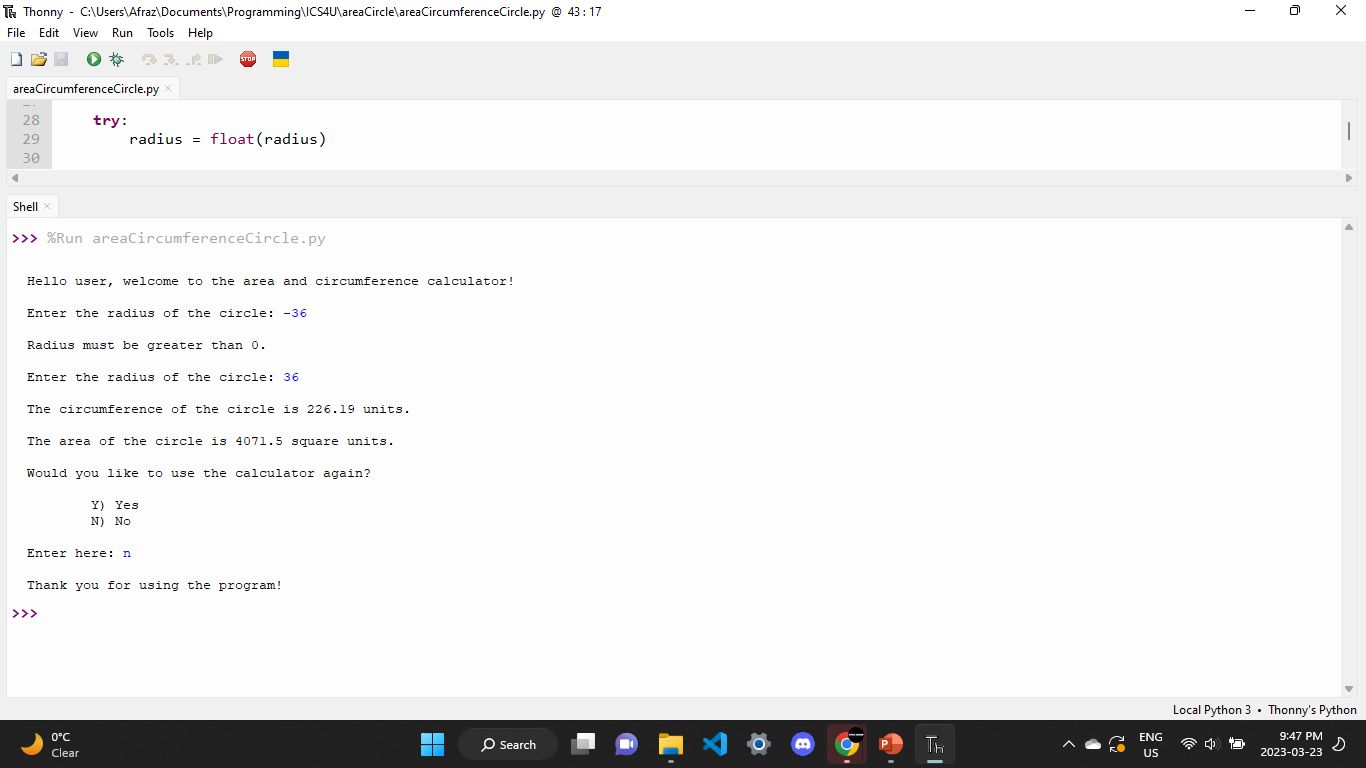 Thonny - C:\Users\Afraz\Documents\Programming\ICS4U\areaCircle\areaCircumferenceCircle.py @ 43 : 17
File Edit View Run Tools Help
STOP
areaCircumferenceCircle.py ×
28 try:
29 radius = float(radius)
30
Shell ×
>>> %Run areaCircumferenceCircle.py
Hello user, welcome to the area and circumference calculator!
Enter the radius of the circle: -36
Radius must be greater than 0.
Enter the radius of the circle: 36
The circumference of the circle is 226.19 units.
The area of the circle is 4071.5 square units.
Would you like to use the calculator again?
Y) Yes
N) No
Enter here: n
Thank you for using the program!
>>>
Local Python 3 • Thonny's Python
0°C
Clear
Search
ENG
US
9:47 PM
2023-03-23